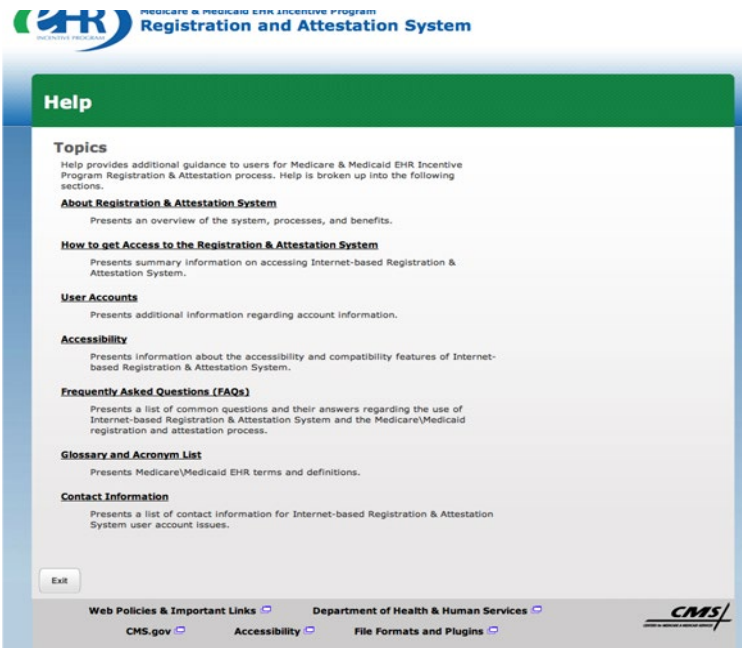 Medicare & Medicaid EHR Incentive Program
EHR
INCENTIVE PROGRAM
Registration and Attestation System
Help
Topics
Help provides additional guidance to users for Medicare & Medicaid EHR Incentive
Program Registration & Attestation process. Help is broken up into the following
sections.
About Registration & Attestation System
Presents an overview of the system, processes, and benefits.
How to get Access to the Registration & Attestation System
Presents summary information on accessing Internet-based Registration &
Attestation System.
User Accounts
Presents additional information regarding account information.
Accessibility
Presents information about the accessibility and compatibility features of Internet-
based Registration & Attestation System.
Frequently Asked Questions (FAQs)
Presents a list of common questions and their answers regarding the use of
Internet-based Registration & Attestation System and the Medicare\Medicaid
registration and attestation process.
Glossary and Acronym List
Presents Medicare\Medicaid EHR terms and definitions.
Contact Information
Presents a list of contact information for Internet-based Registration & Attestation
System user account issues.
Exit
Web Policies & Important Links Department of Health & Human Services
CMS.gov Accessibility File Formats and Plugins
CMS